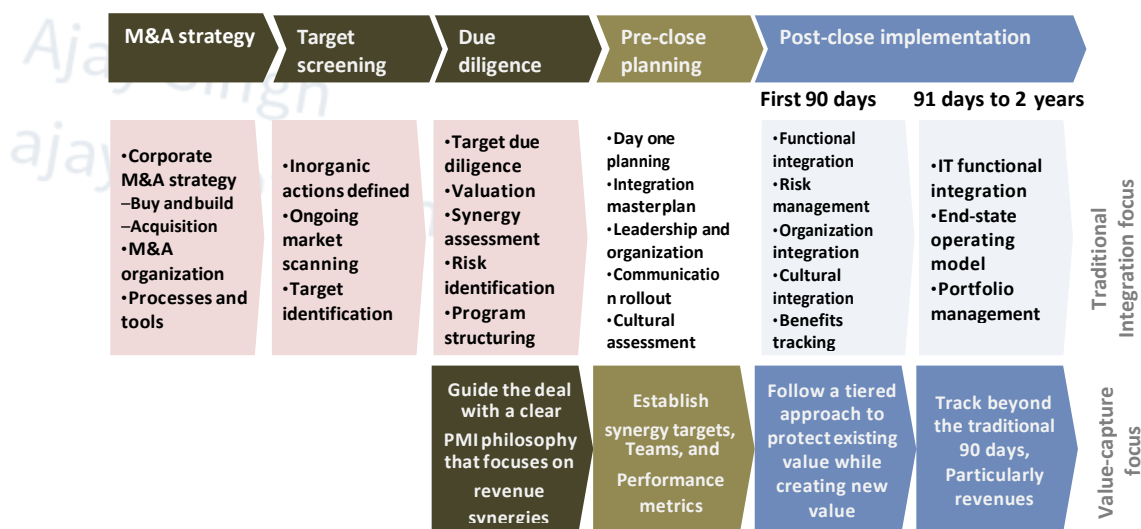 M&A strategy
Target
screening
Due
diligence
Pre-close
planning
Post-close implementation
First 90 days
91 days to 2 years
•Corporate
M&A strategy
–Buy and build
–Acquisition
•M&A
organization
•Processes and
tools
•Inorganic
actions defined
•Ongoing
market
scanning
•Target
identification
•Target due
diligence
•Valuation
•Synergy
assessment
•Risk
identification
•Program
structuring
•Day one
planning
•Integration
masterplan
•Leadership and
organization
•Communicatio
n rollout
•Cultural
assessment
•Functional
integration
•Risk
management
•Organization
integration
•Cultural
integration
•Benefits
tracking
•IT functional
integration
•End-state
operating
model
•Portfolio
management
Traditional
Integration focus
Guide the deal
with a clear
PMI philosophy
that focuses on
revenue
synergies
Establish
synergy targets,
Teams, and
Performance
metrics
Follow a tiered
approach to
protect existing
value while
creating new
value
Track beyond
the traditional
90 days,
Particularly
revenues
Value-capture
focus
Ajay Singh
ajay